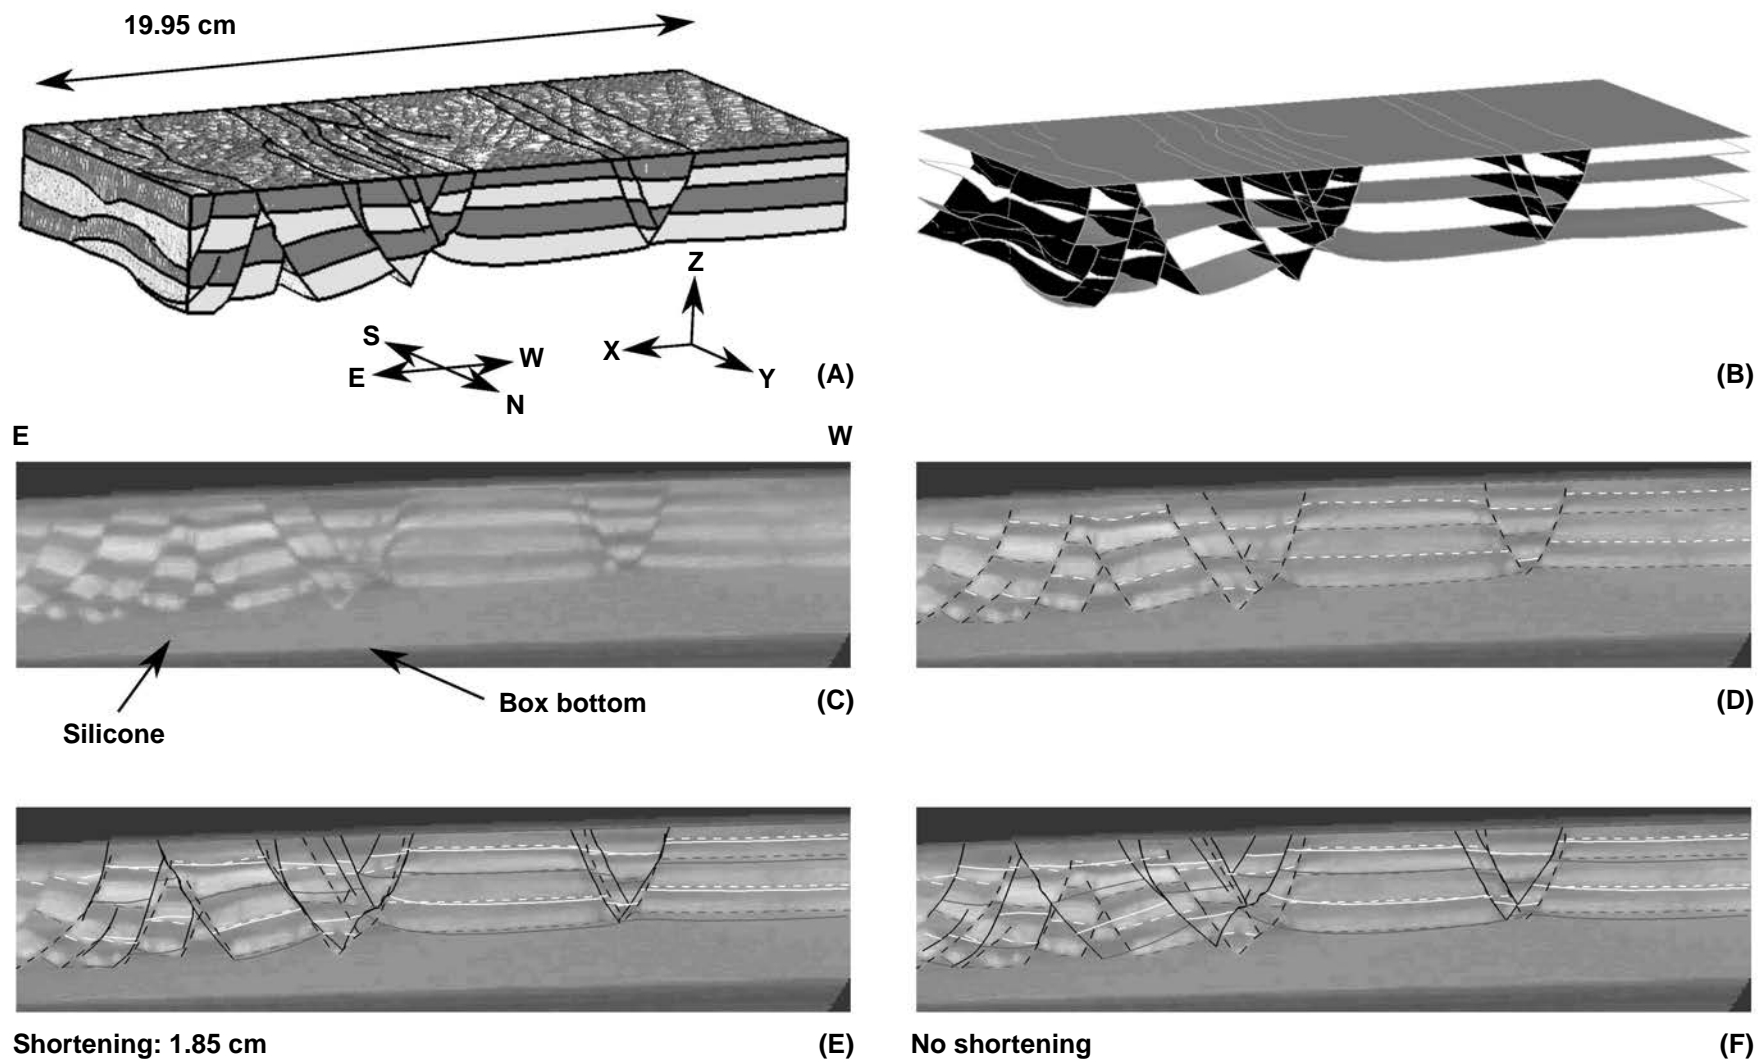 19.95 cm
Z
S
W
X
E
Y
N
(A)
(B)
E
W
Box bottom
(C)
(D)
Silicone
Shortening: 1.85 cm
(E)
No shortening
(F)